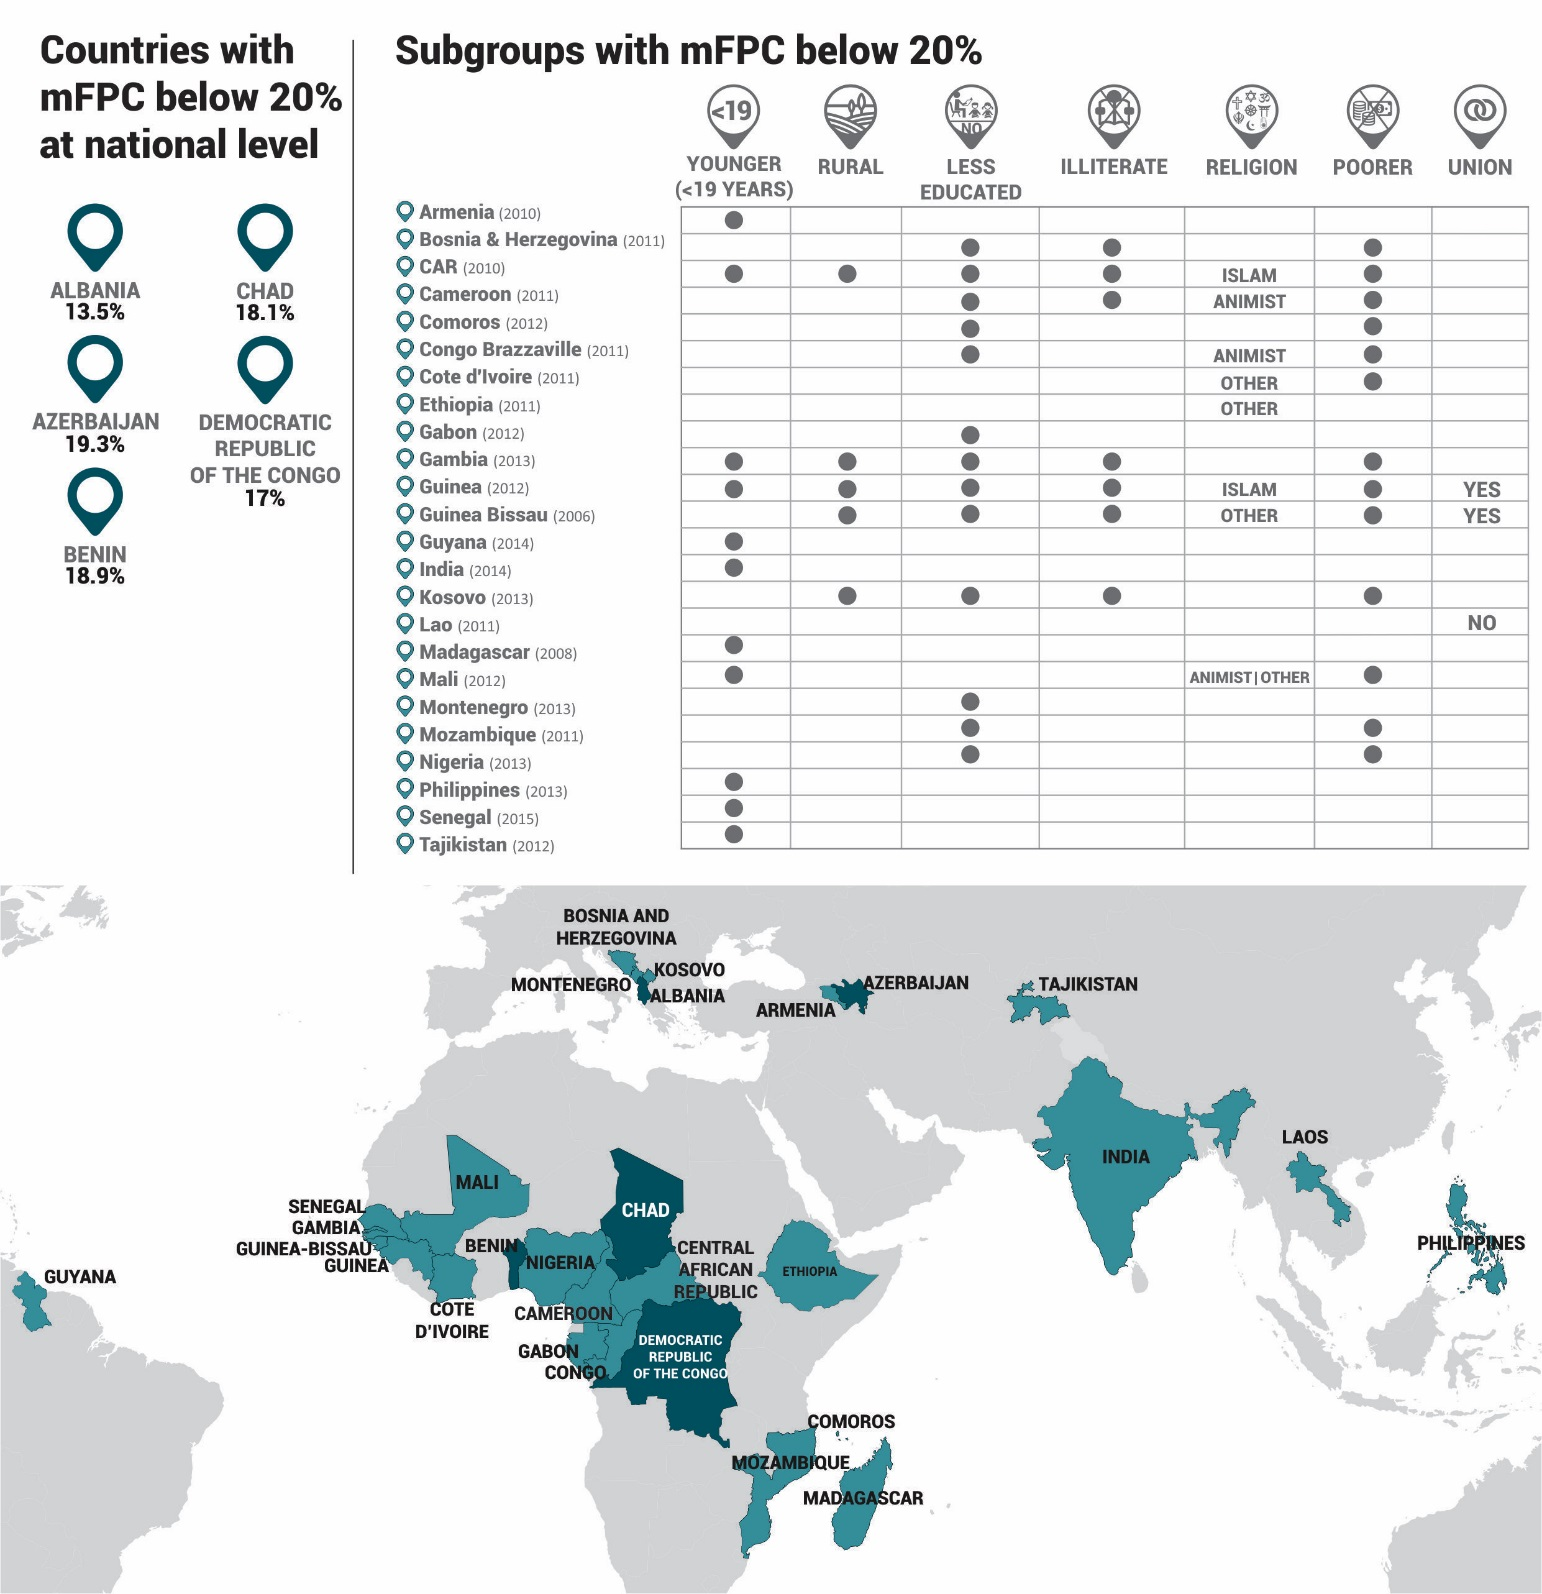 Countries with
mFPC below 20%
at national level
ALBANIA
13.5%
CHAD
18.1%
AZERBAIJAN
19.3%
DEMOCRATIC
REPUBLIC
OF THE CONGO
17%
BENIN
18.9%
Subgroups with mFPC below 20%
<19
NO
YOUNGER
(<19 YEARS)
RURAL
LESS
EDUCATED
ILLITERATE
RELIGION
POORER
UNION
Armenia (2010)
Bosnia & Herzegovina (2011)
CAR (2010) ISLAM
Cameroon (2011) ANIMIST
Comoros (2012)
Congo Brazzaville (2011) ANIMIST
Cote d'Ivoire (2011) OTHER
Ethiopia (2011) OTHER
Gabon (2012)
Gambia (2013)
Guinea (2012) ISLAM YES
Guinea Bissau (2006) OTHER YES
Guyana (2014)
India (2014)
Kosovo (2013)
Lao (2011) NO
Madagascar (2008)
Mali (2012) ANIMIST|OTHER
Montenegro (2013)
Mozambique (2011)
Nigeria (2013)
Philippines (2013)
Senegal (2015)
Tajikistan (2012)
BOSNIA AND
HERZEGOVINA
KOSOVO
MONTENEGRO
ALBANIA
AZERBAIJAN
ARMENIA
TAJIKISTAN
INDIA
LAOS
PHILIPPINES
MALI
CHAD
SENEGAL
GAMBIA
GUINEA-BISSAU
GUINEA
BENIN
NIGERIA
CENTRAL
AFRICAN
REPUBLIC
ETHIOPIA
GUYANA
COTE
D'IVOIRE
CAMEROON
GABON
CONGO
DEMOCRATIC
REPUBLIC
OF THE CONGO
COMOROS
MOZAMBIQUE
MADAGASCAR